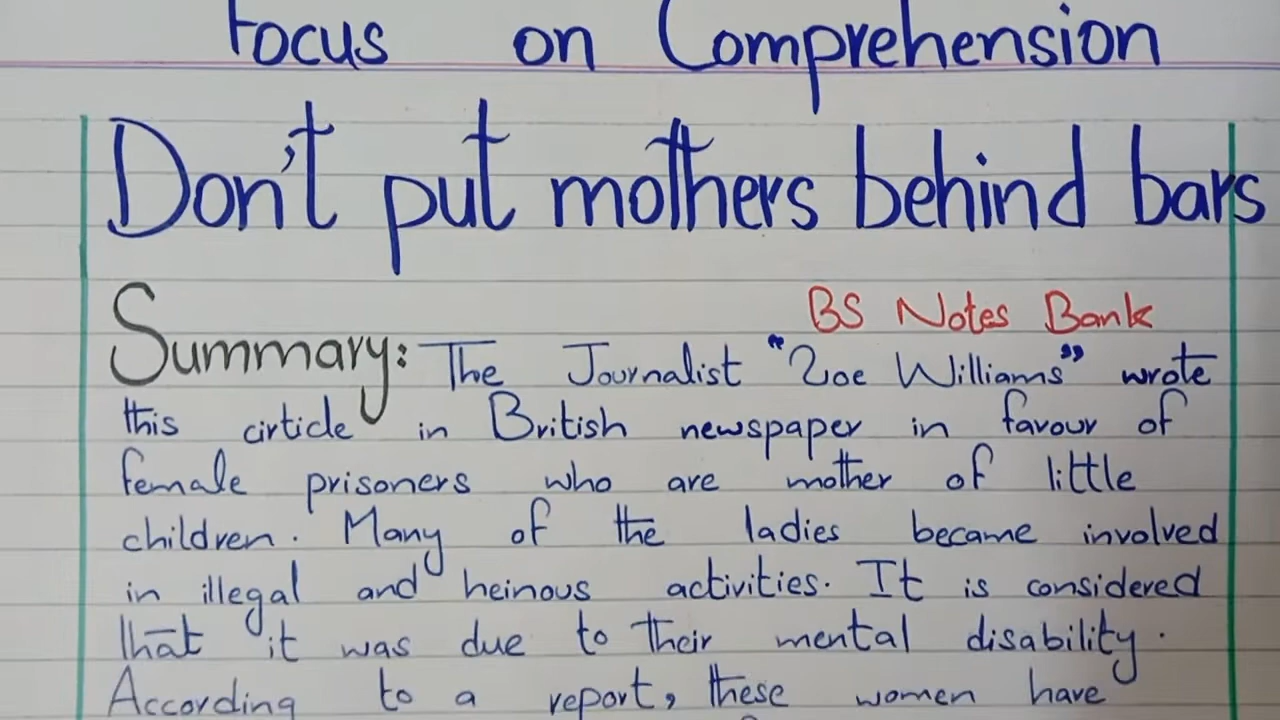 Focus on Comprehension
Don't put mothers behind bars
BS Notes Bank
Summary: The Journalist "Zoe Williams" wrote
this airticle in British newspaper in favour of
female prisoners who are mother of little
children. Many of the ladies became involved
in illegal and heinous activities. It is considered
that it was due to their mental disability.
According to a report, these women have